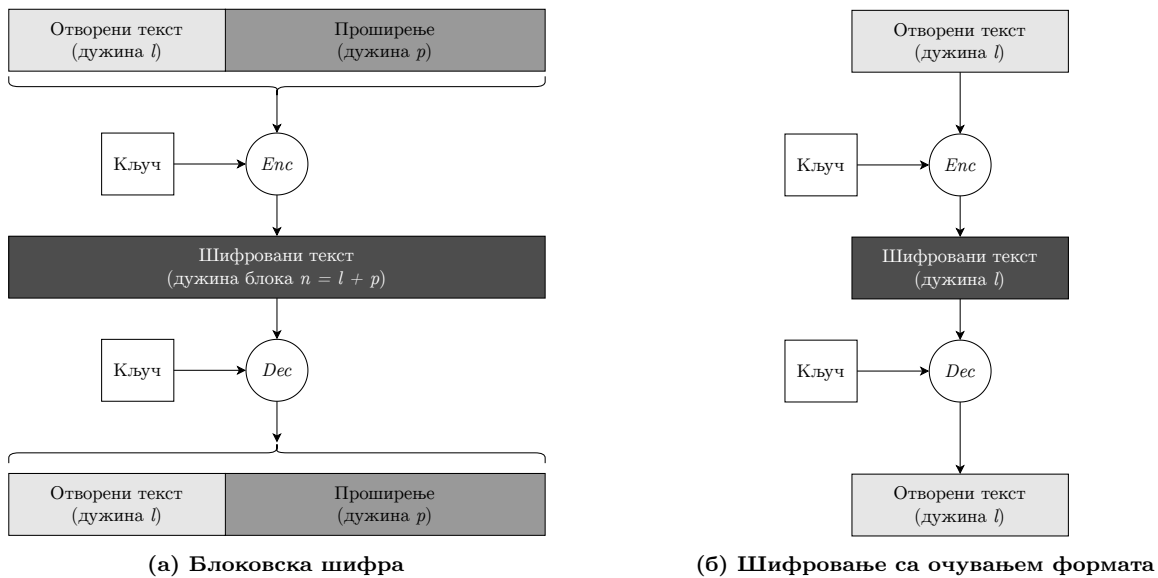 Отворени текст
(дужина l)
Проширење
(дужина p)
Кључ
Enc
Шифровани текст
(дужина блока n = l + p)
Кључ
Dec
Отворени текст
(дужина l)
Проширење
(дужина p)
(а) Блоковска шифра
Отворени текст
(дужина l)
Кључ
Enc
Шифровани текст
(дужина l)
Кључ
Dec
Отворени текст
(дужина l)
(б) Шифровање са очувањем формата